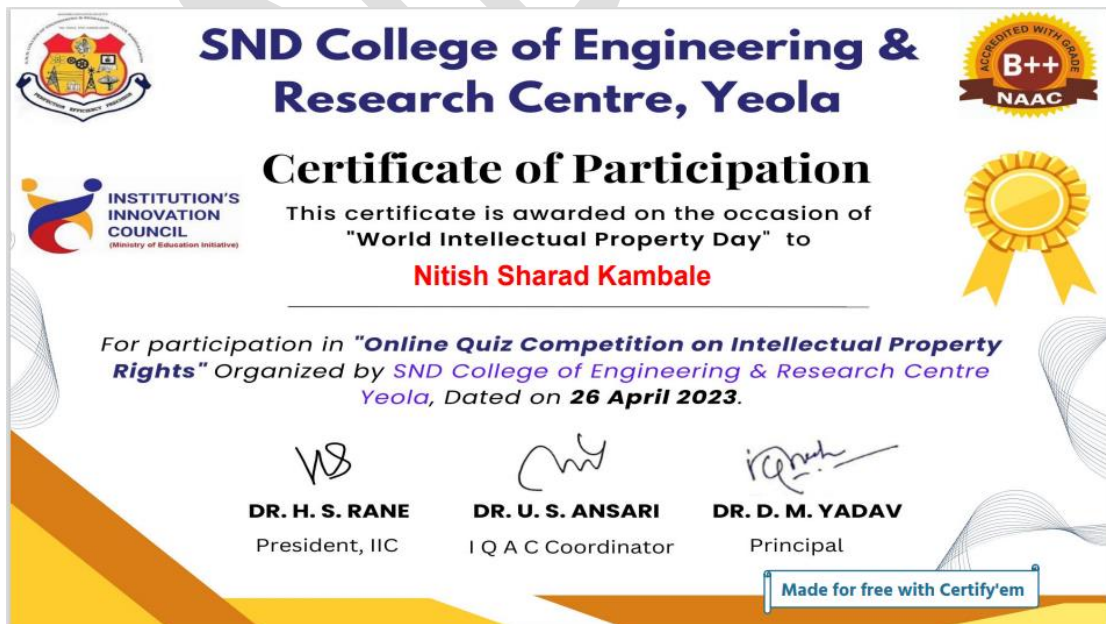 SND College of Engineering &
Research Centre, Yeola
ACCREDITED WITH GRADE
B++
NAAC
Certificate of Participation
INSTITUTION'S
INNOVATION
COUNCIL
(Ministry of Education Initiative)
This certificate is awarded on the occasion of
"World Intellectual Property Day" to
Nitish Sharad Kambale
For participation in "Online Quiz Competition on Intellectual Property
Rights" Organized by SND College of Engineering & Research Centre
Yeola, Dated on 26 April 2023.
DR. H. S. RANE
President, IIC
DR. U. S. ANSARI
I Q A C Coordinator
DR. D. M. YADAV
Principal
Made for free with Certify'em